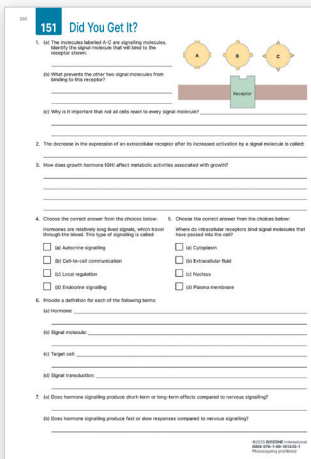 151 Did You Get It?
1. (a) The molecules labelled A-C are signalling molecules.
Identify the signal molecule that will bind to the
receptor shown:
A
B
C
Receptor
(b) What prevents the other two signal molecules from
binding to this receptor?
(c) Why is it important that not all cells react to every signal molecule?
2. The decrease in the expression of an extracellular receptor after its increased activation by a signal molecule is called:
3. How does growth hormone (GH) affect metabolic activities associated with growth?
4. Choose the correct answer from the choices below:
Hormones are relatively long lived signals, which travel
through the blood. This type of signalling is called:
(a) Autocrine signalling
(b) Cell-to-cell communication
(c) Local regulation
(d) Endocrine signalling
5. Choose the correct answer from the choices below:
Where do intracellular receptors bind signal molecules that
have passed into the cell?
(a) Cytoplasm
(b) Extracellular fluid
(c) Nucleus
(d) Plasma membrane
6. Provide a definition for each of the following terms:
(a) Hormone:
(b) Signal molecule:
(c) Target cell:
(d) Signal transduction:
7. (a) Does hormone signalling produce short-term or long-term effects compared to nervous signalling?
(b) Does hormone signalling produce fast or slow responses compared to nervous signalling?
©2025 BIOZONE International
Photocopying prohibited